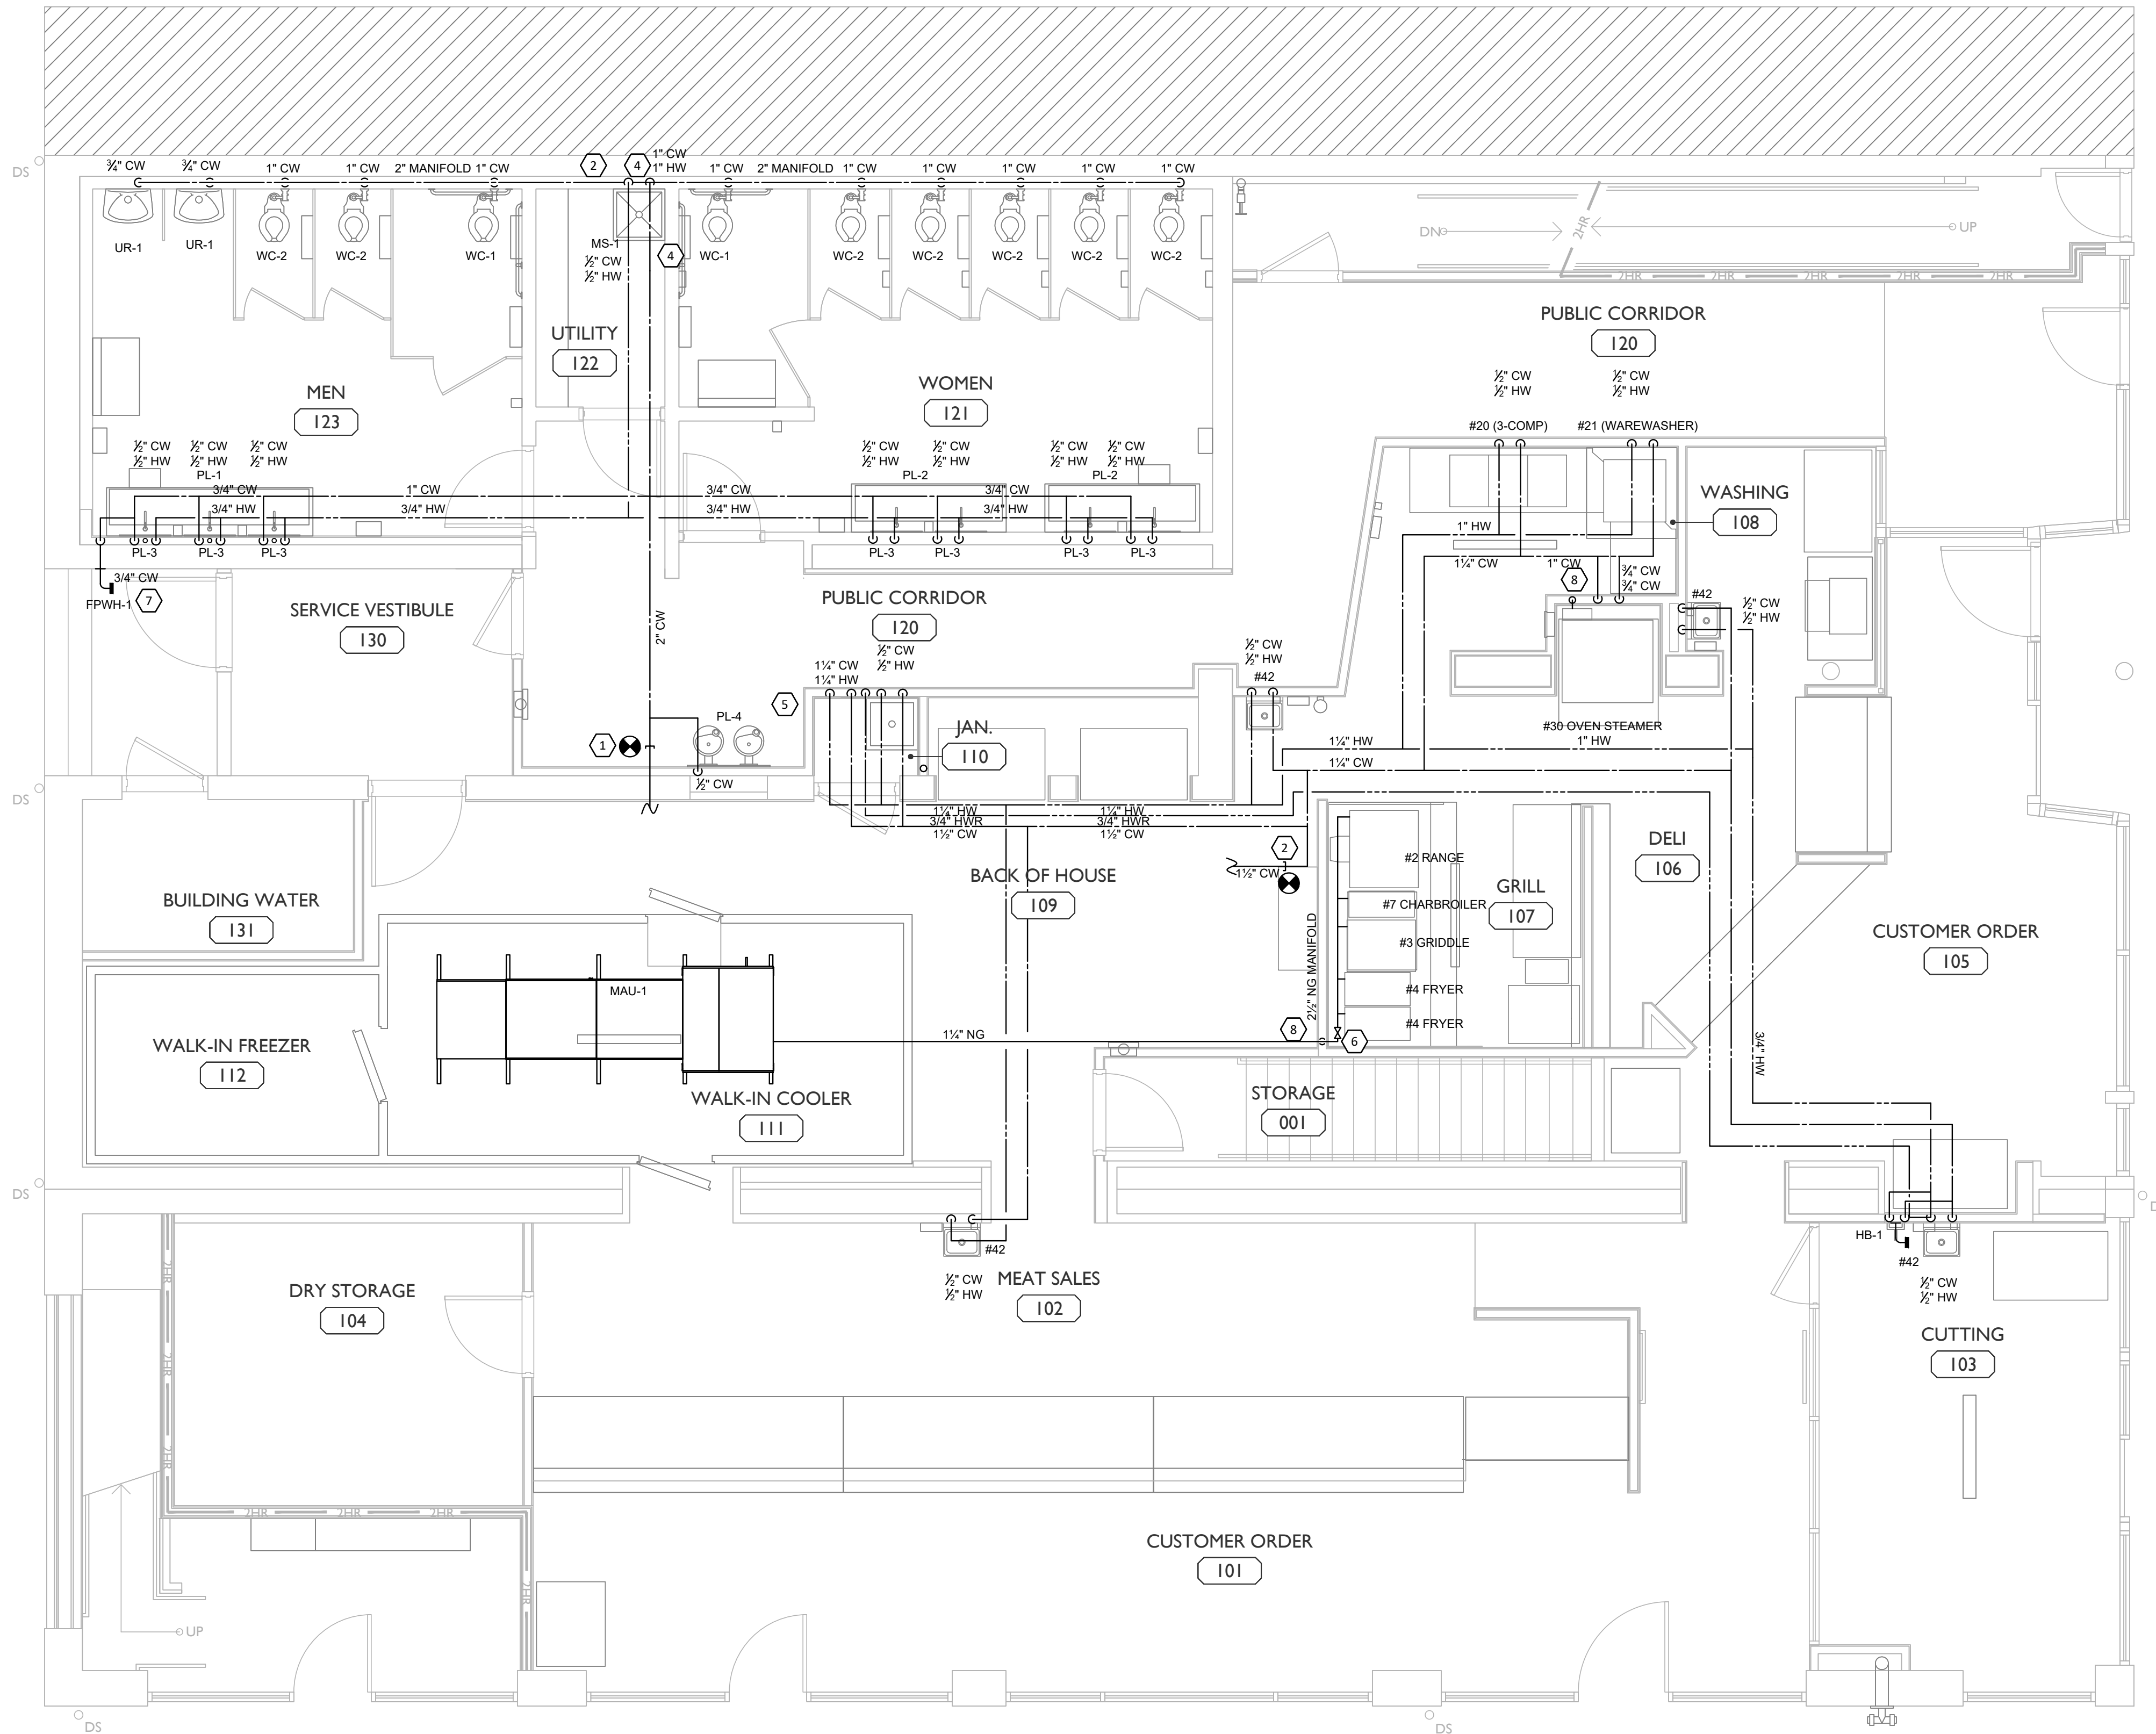 1" CW
1" HW
DS
¾" CW
¾" CW
1" CW
1" CW
2" MANIFOLD
1" CW
2
4
1" CW
2" MANIFOLD
1" CW
1" CW
1" CW
1" CW
1" CW
UR-1
UR-1
WC-2
WC-2
WC-1
MS-1
½" CW
½" HW
4
WC-1
WC-2
WC-2
WC-2
WC-2
WC-2
DN
2HR
UP
2HR
2HR
2HR
2HR
2HR
PUBLIC CORRIDOR
120
UTILITY
122
MEN
123
WOMEN
121
½" CW
½" HW
½" CW
½" HW
#20 (3-COMP)
#21 (WAREWASHER)
½" CW
½" HW
½" CW
½" HW
½" CW
½" HW
PL-1
½" CW
½" HW
½" CW
½" HW
½" CW
½" HW
½" CW
½" HW
PL-2
PL-2
3/4" CW
1" CW
3/4" CW
3/4" CW
3/4" HW
3/4" HW
3/4" HW
3/4" HW
PL-3
PL-3
PL-3
PL-3
PL-3
PL-3
PL-3
WASHING
108
1" HW
1¼" CW
1" CW
¾" CW
¾" CW
8
3/4" CW
FPWH-1
7
SERVICE VESTIBULE
130
2" CW
PUBLIC CORRIDOR
120
#42
½" CW
½" HW
½" CW
½" HW
1¼" CW
1¼" HW
½" CW
½" HW
#42
5
PL-4
1
½" CW
JAN.
110
#30 OVEN STEAMER
1" HW
1¼" HW
1¼" CW
DS
1¼" HW
3/4" HWR
1½" CW
1¼" HW
3/4" HWR
1½" CW
2
1½" CW
BACK OF HOUSE
109
#2 RANGE
#7 CHARBROILER
#3 GRIDDLE
#4 FRYER
#4 FRYER
GRILL
107
DELI
106
2½" NG MANIFOLD
BUILDING WATER
131
CUSTOMER ORDER
105
MAU-1
1¼" NG
8
6
WALK-IN FREEZER
112
WALK-IN COOLER
111
STORAGE
001
3/4" HW
DS
HB-1
#42
½" CW
½" HW
#42
½" CW
½" HW
MEAT SALES
102
2HR
2HR
2HR
DRY STORAGE
104
CUTTING
103
2HR
2HR
2HR
2HR
CUSTOMER ORDER
101
UP
DS
DS